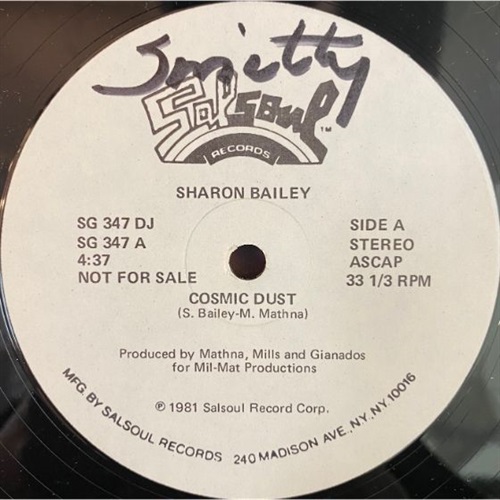 Smitty
Salsoul™
RECORDS
SHARON BAILEY
SG 347 DJ
SG 347 A
4:37
NOT FOR SALE
SIDE A
STEREO
ASCAP
33 1/3 RPM
COSMIC DUST
(S. Bailey-M. Mathna)
Produced by Mathna, Mills and Gianados
for Mil-Mat Productions
℗ 1981 Salsoul Record Corp.
MFG BY SALSOUL RECORDS 240 MADISON AVE, NY, NY, 10016